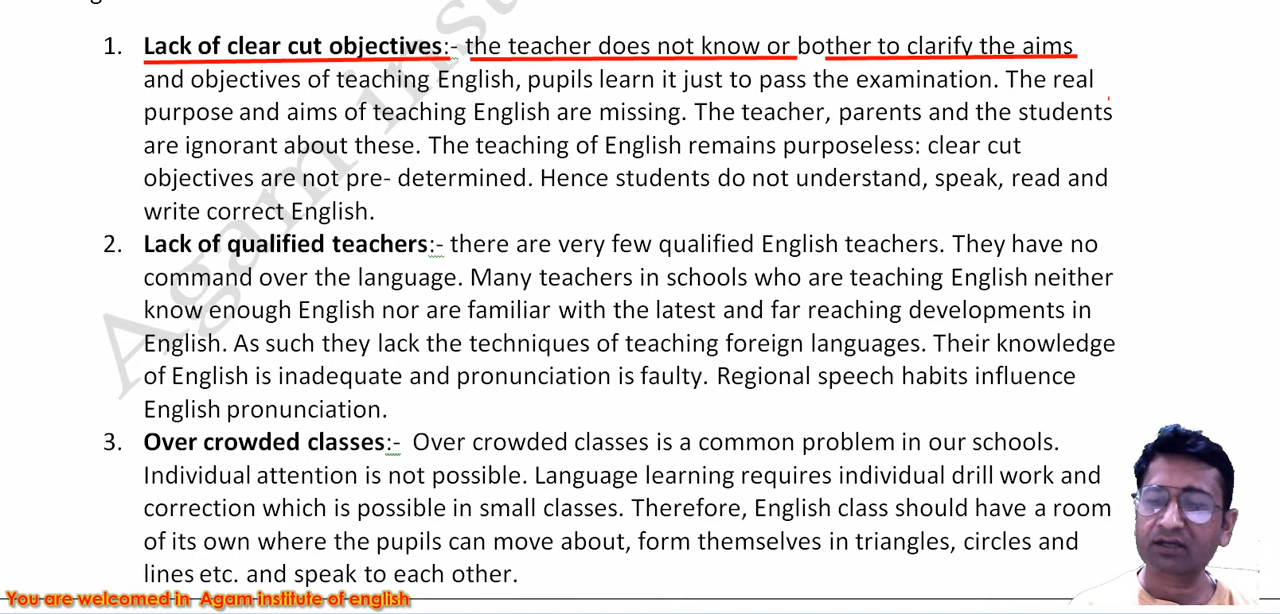 1. Lack of clear cut objectives:- the teacher does not know or bother to clarify the aims
and objectives of teaching English, pupils learn it just to pass the examination. The real
purpose and aims of teaching English are missing. The teacher, parents and the students
are ignorant about these. The teaching of English remains purposeless: clear cut
objectives are not pre- determined. Hence students do not understand, speak, read and
write correct English.
2. Lack of qualified teachers:- there are very few qualified English teachers. They have no
command over the language. Many teachers in schools who are teaching English neither
know enough English nor are familiar with the latest and far reaching developments in
English. As such they lack the techniques of teaching foreign languages. Their knowledge
of English is inadequate and pronunciation is faulty. Regional speech habits influence
English pronunciation.
3. Over crowded classes:- Over crowded classes is a common problem in our schools.
Individual attention is not possible. Language learning requires individual drill work and
correction which is possible in small classes. Therefore, English class should have a room
of its own where the pupils can move about, form themselves in triangles, circles and
lines etc. and speak to each other.
You are welcomed in Agam institute of english
Agam inst